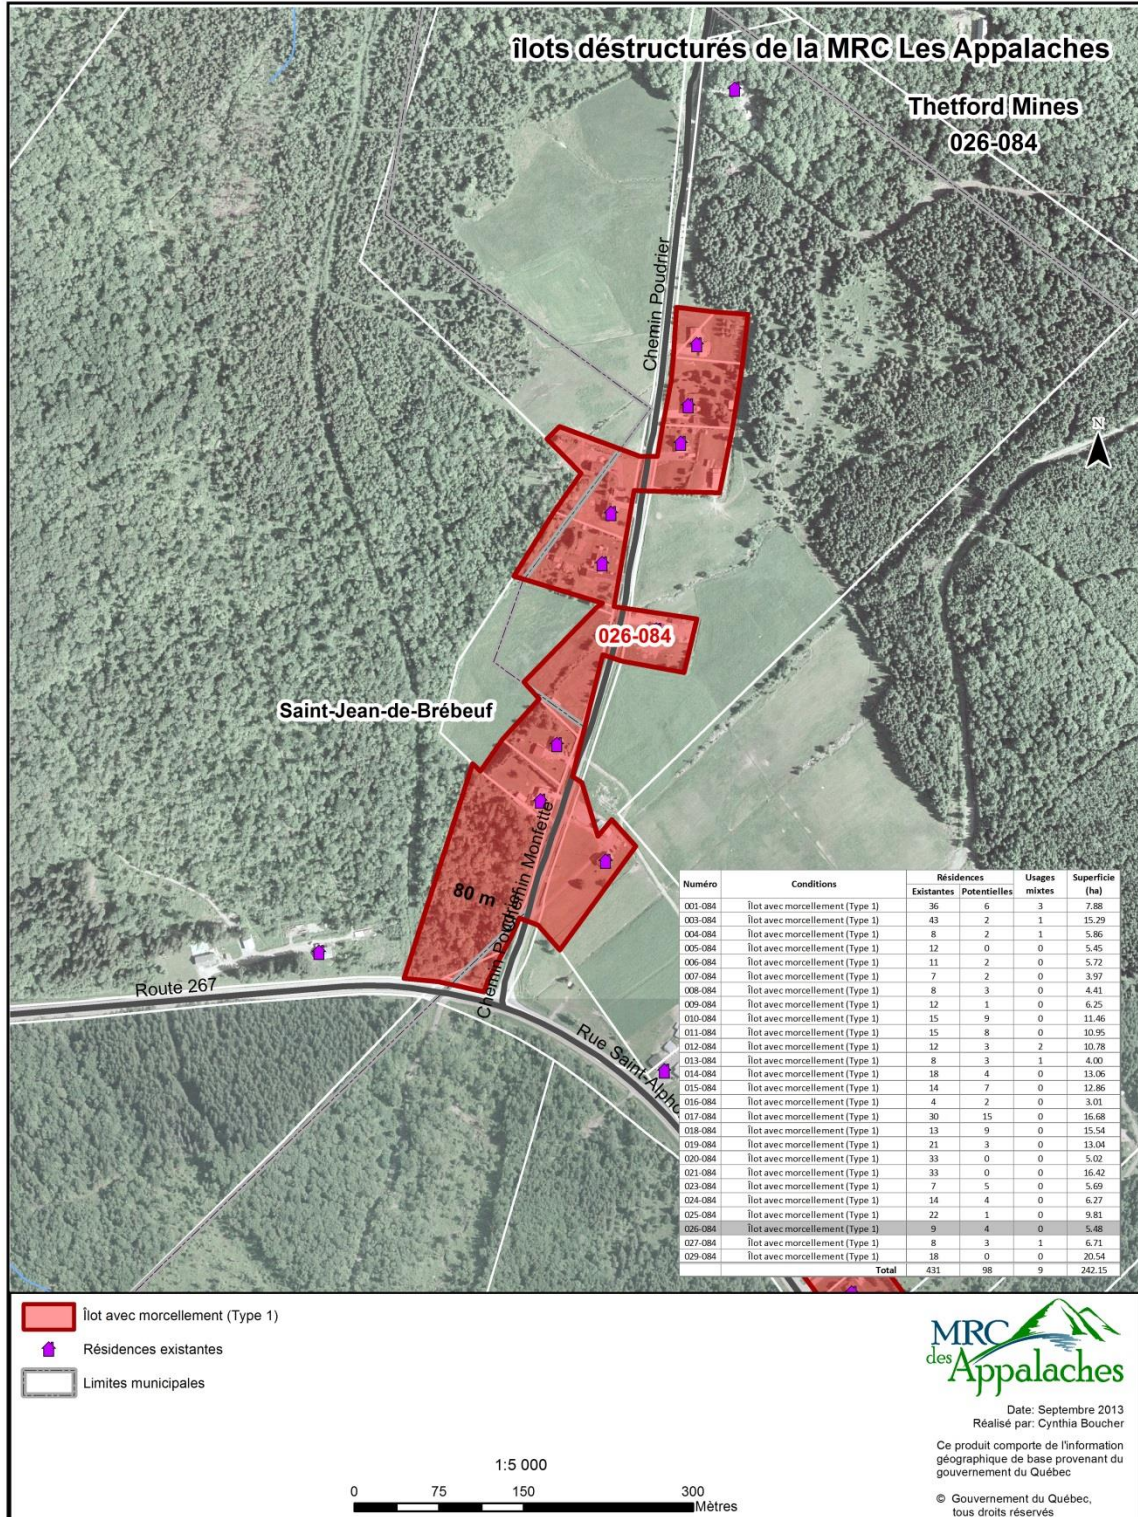 îlots déstructurés de la MRC Les Appalaches
Thetford Mines
026-084
Chemin Poudrier
N
026-084
Saint-Jean-de-Brébeuf
80 m
Chemin Monfette
Chemin Poudrier
Route 267
Rue Saint-Alpho
Numéro Conditions Résidences Usages mixtes Superficie (ha)
Existantes Potentielles
001-084 Îlot avec morcellement (Type 1) 36 6 3 7.88
003-084 Îlot avec morcellement (Type 1) 43 2 1 15.29
004-084 Îlot avec morcellement (Type 1) 8 2 1 5.86
005-084 Îlot avec morcellement (Type 1) 12 0 0 5.45
006-084 Îlot avec morcellement (Type 1) 11 2 0 5.72
007-084 Îlot avec morcellement (Type 1) 7 2 0 3.97
008-084 Îlot avec morcellement (Type 1) 8 3 0 4.41
009-084 Îlot avec morcellement (Type 1) 12 1 0 6.25
010-084 Îlot avec morcellement (Type 1) 15 9 0 11.46
011-084 Îlot avec morcellement (Type 1) 15 8 0 10.95
012-084 Îlot avec morcellement (Type 1) 12 3 2 10.78
013-084 Îlot avec morcellement (Type 1) 8 3 1 4.00
014-084 Îlot avec morcellement (Type 1) 18 4 0 13.06
015-084 Îlot avec morcellement (Type 1) 14 7 0 12.86
016-084 Îlot avec morcellement (Type 1) 4 2 0 3.01
017-084 Îlot avec morcellement (Type 1) 30 15 0 16.68
018-084 Îlot avec morcellement (Type 1) 13 9 0 15.54
019-084 Îlot avec morcellement (Type 1) 21 3 0 13.04
020-084 Îlot avec morcellement (Type 1) 33 0 0 5.02
021-084 Îlot avec morcellement (Type 1) 33 0 0 16.42
023-084 Îlot avec morcellement (Type 1) 7 5 0 5.69
024-084 Îlot avec morcellement (Type 1) 14 4 0 6.27
025-084 Îlot avec morcellement (Type 1) 22 1 0 9.81
026-084 Îlot avec morcellement (Type 1) 9 4 0 5.48
027-084 Îlot avec morcellement (Type 1) 8 3 1 6.71
029-084 Îlot avec morcellement (Type 1) 18 0 0 20.54
Total 431 98 9 242.15
Îlot avec morcellement (Type 1)
Résidences existantes
Limites municipales
1:5 000
0 75 150 300
Mètres
MRC
des Appalaches
Date: Septembre 2013
Réalisé par: Cynthia Boucher
Ce produit comporte de l'information
géographique de base provenant du
gouvernement du Québec
© Gouvernement du Québec,
tous droits réservés